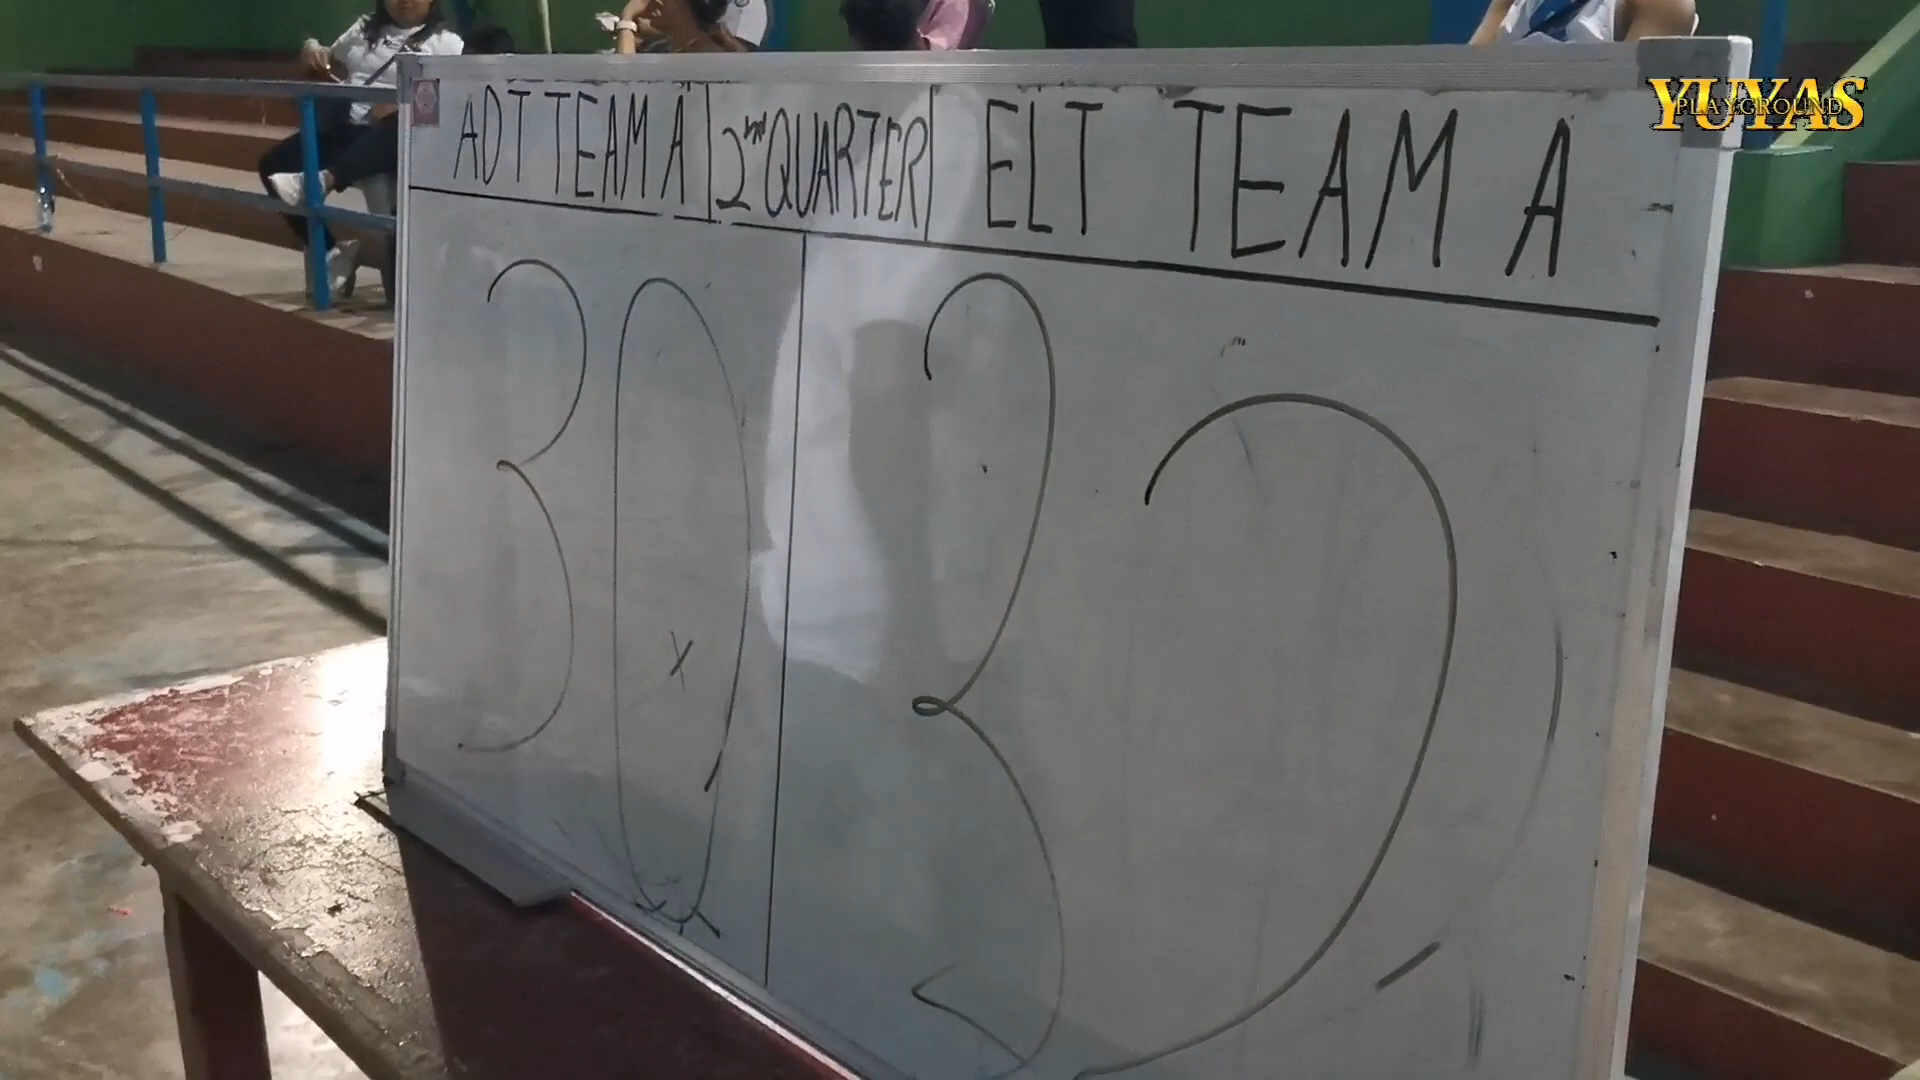 YUYAS
PLAYGROUND
ADT TEAM A 2nd QUARTER ELT TEAM A
30 32